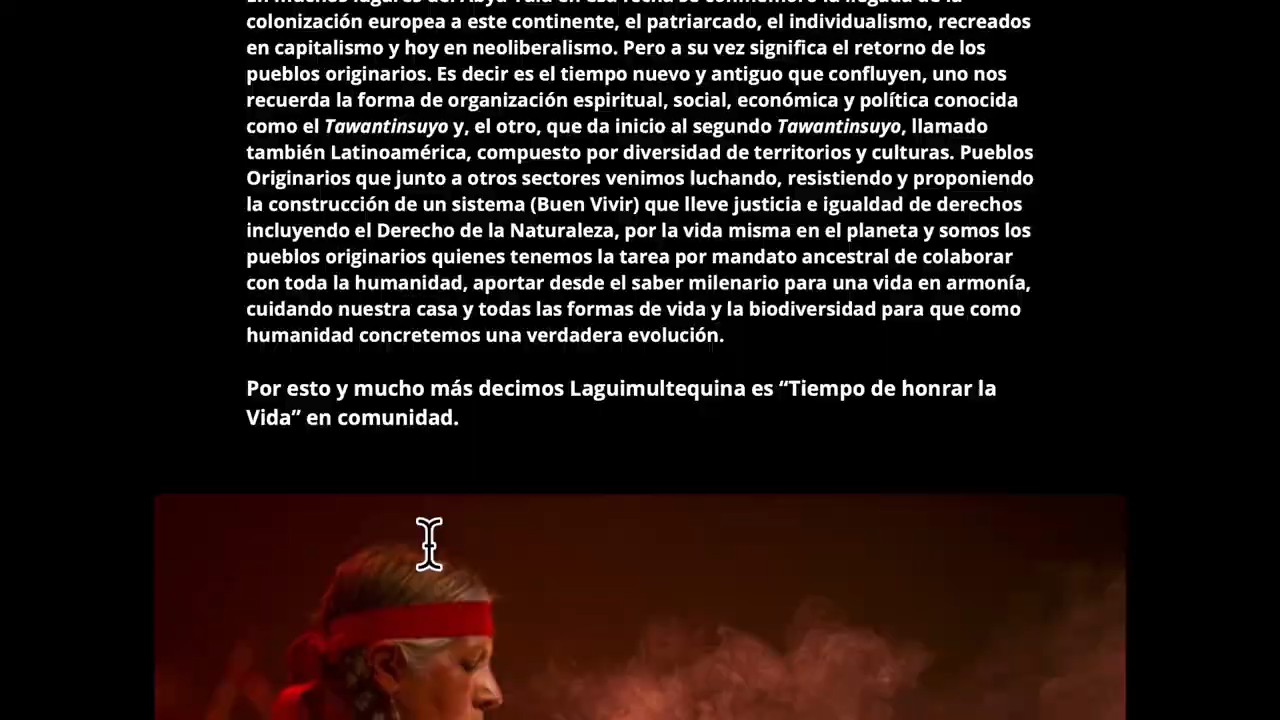 colonización europea a este continente, el patriarcado, el individualismo, recreados
en capitalismo y hoy en neoliberalismo. Pero a su vez significa el retorno de los
pueblos originarios. Es decir es el tiempo nuevo y antiguo que confluyen, uno nos
recuerda la forma de organización espiritual, social, económica y política conocida
como el Tawantinsuyo y, el otro, que da inicio al segundo Tawantinsuyo, llamado
también Latinoamérica, compuesto por diversidad de territorios y culturas. Pueblos
Originarios que junto a otros sectores venimos luchando, resistiendo y proponiendo
la construcción de un sistema (Buen Vivir) que lleve justicia e igualdad de derechos
incluyendo el Derecho de la Naturaleza, por la vida misma en el planeta y somos los
pueblos originarios quienes tenemos la tarea por mandato ancestral de colaborar
con toda la humanidad, aportar desde el saber milenario para una vida en armonía,
cuidando nuestra casa y todas las formas de vida y la biodiversidad para que como
humanidad concretemos una verdadera evolución.
Por esto y mucho más decimos Laguimultequina es “Tiempo de honrar la
Vida” en comunidad.